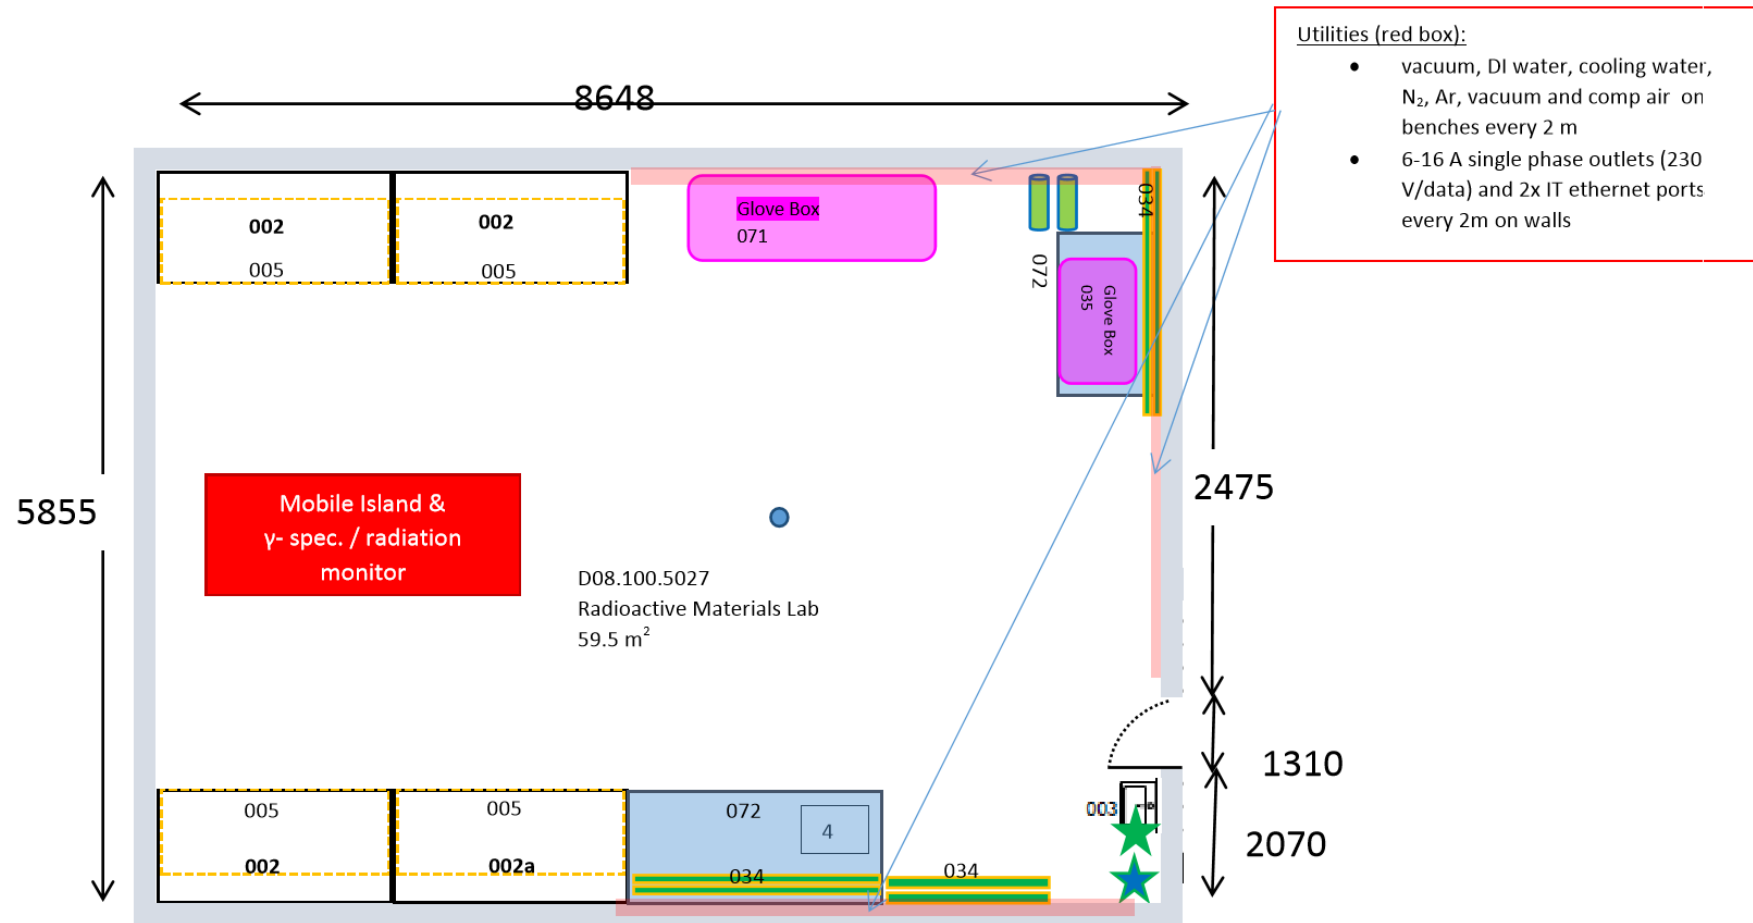 Utilities (red box):
• vacuum, DI water, cooling water,
N₂, Ar, vacuum and comp air on
benches every 2 m
• 6-16 A single phase outlets (230
V/data) and 2x IT ethernet ports
every 2m on walls
8648
002
005
002
005
Glove Box
071
034
072
Glove Box
035
5855
2475
Mobile Island &
γ- spec. / radiation
monitor
D08.100.5027
Radioactive Materials Lab
59.5 m²
1310
003
2070
005
002
005
002a
072
4
034
034